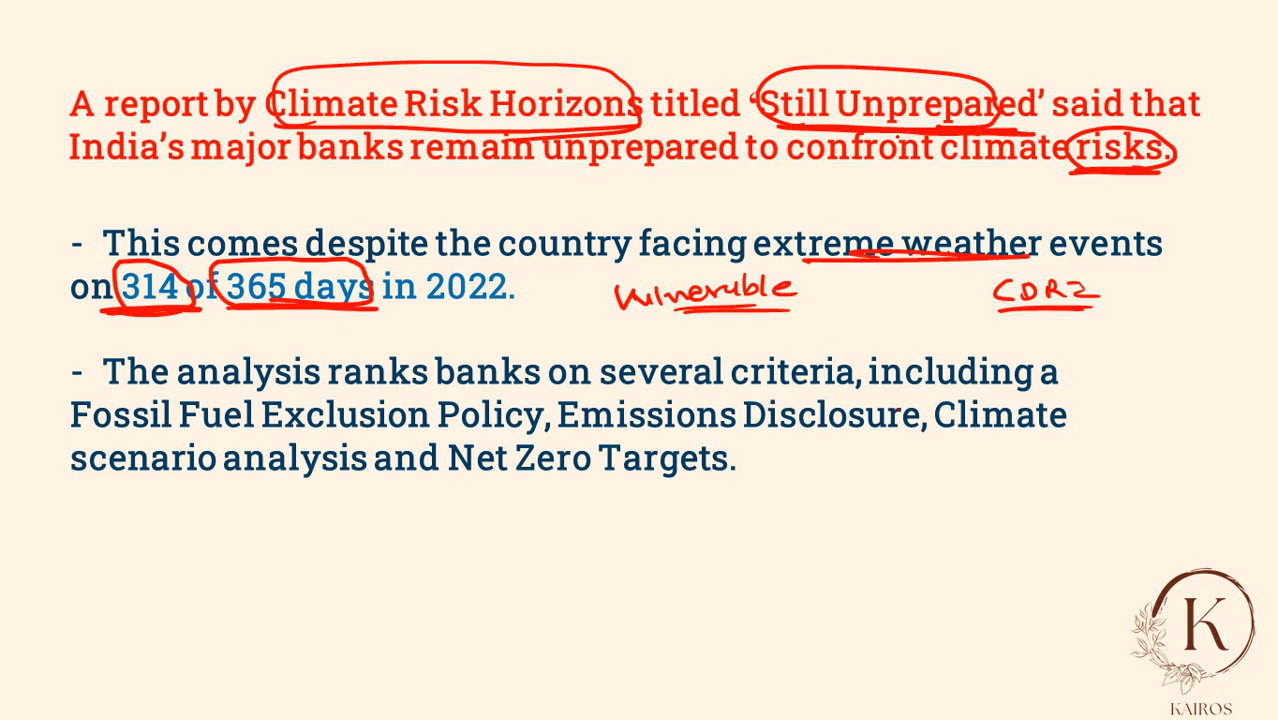 A report by Climate Risk Horizons titled ‘Still Unprepared’ said that
India’s major banks remain unprepared to confront climate risks.
- This comes despite the country facing extreme weather events
on 314 of 365 days in 2022.
Vulnerable CDRI
- The analysis ranks banks on several criteria, including a
Fossil Fuel Exclusion Policy, Emissions Disclosure, Climate
scenario analysis and Net Zero Targets.
K
KAIROS